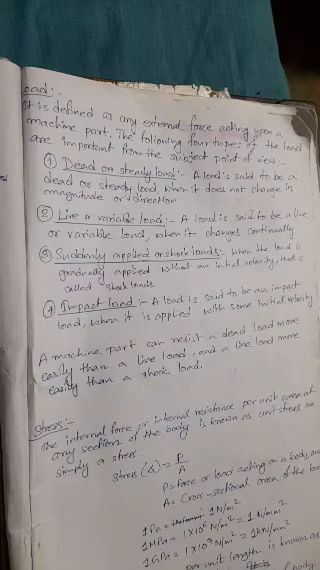 oad:-
It is defined as any external force acting upon a
machine part. The following four types of the load
are important from the subject point of view:-
① Dead or steady load:- A load is said to be a
dead or steady load, when it does not change in
magnitude or direction
② Live or variable load:- A load is said to be a live
or variable load, when it changes continually
③ Suddenly applied or shock loads:- When the load is
gradually applied without an initial velocity, that is
called shock loads.
④ Impact load :- A load is said to be an impact
load, when it is applied with some initial velocity.
A machine part can resist a dead load more
easily than a live load, and a live load more
easily than a shock load.
Stress:-
The internal force or internal resistance per unit area at
any section of the body is known as unit stress or
simply a stress.
Stress (σ) = P/A
P = Force or load acting on a body, and
A = Cross-sectional area of the bo
1 Pa = 1 N/m²
1 MPa = 1×10⁶ N/m² = 1 N/mm²
1 GPa = 1×10⁹ N/m² = 1 kN/mm²
per unit length is known as
body